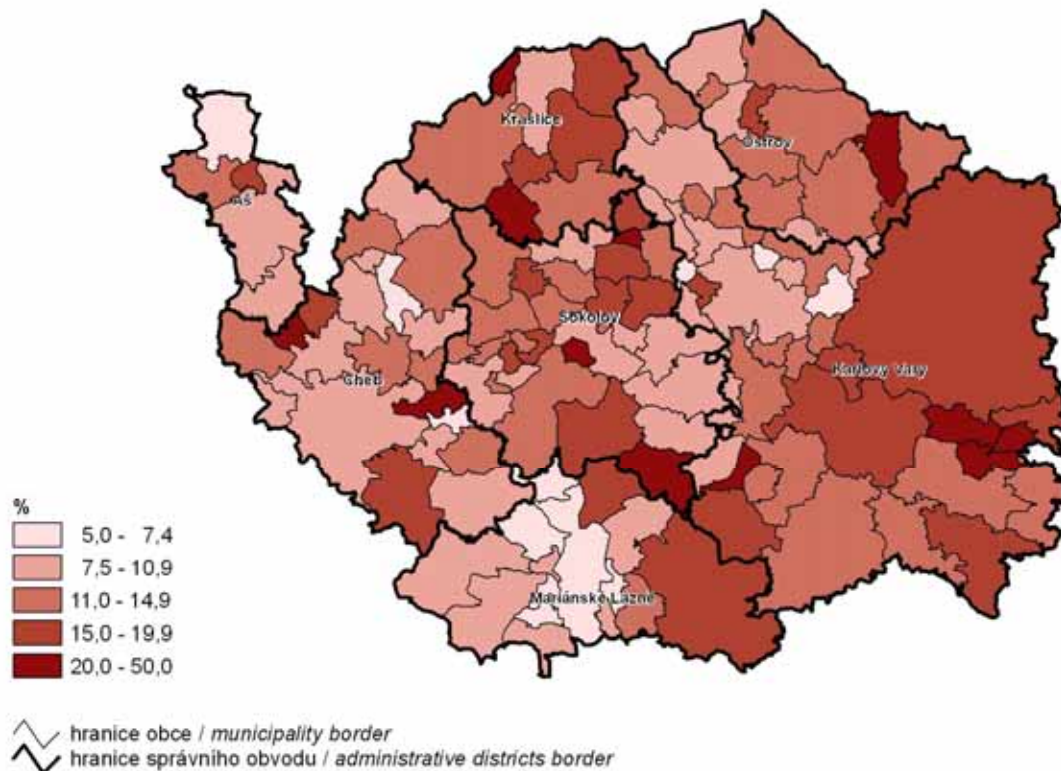 Kraslice
Ostrov
Aš
Sokolov
Cheb
Karlovy Vary
Mariánské Lázně
%
5,0 - 7,4
7,5 - 10,9
11,0 - 14,9
15,0 - 19,9
20,0 - 50,0
hranice obce / municipality border
hranice správního obvodu / administrative districts border